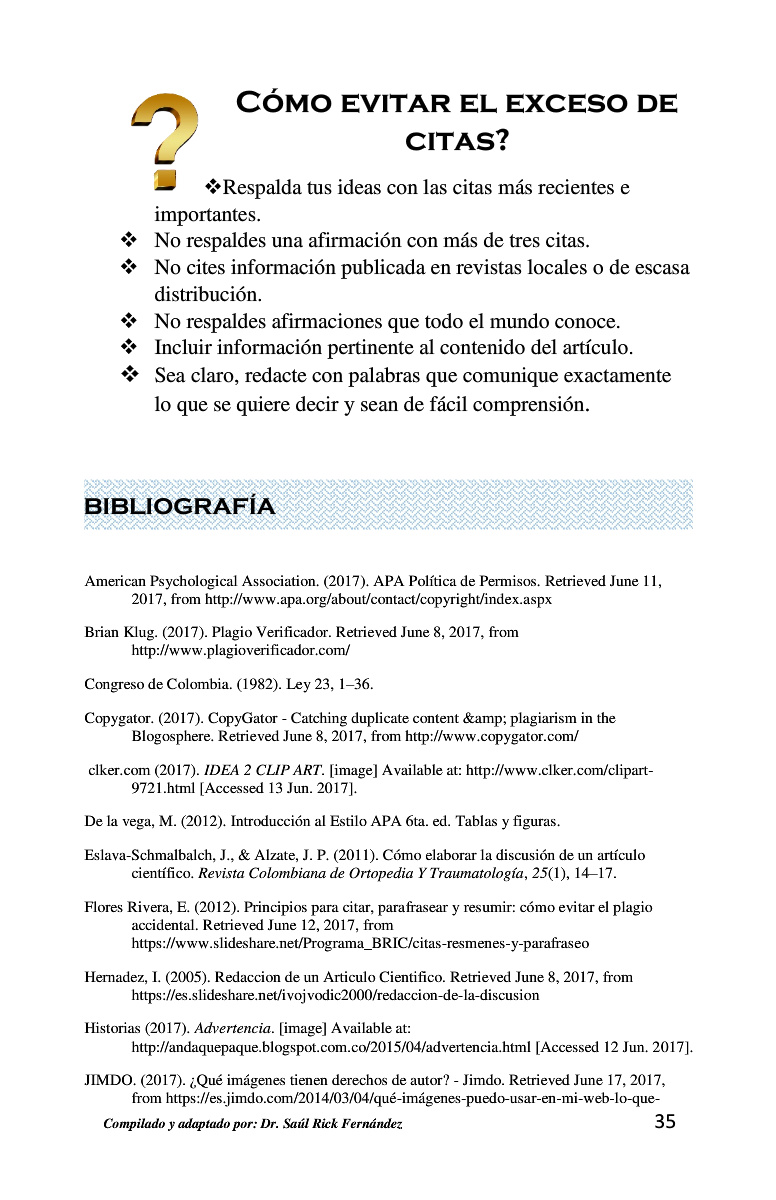 Cómo evitar el exceso de
citas?
❖Respalda tus ideas con las citas más recientes e
importantes.
❖ No respaldes una afirmación con más de tres citas.
❖ No cites información publicada en revistas locales o de escasa
distribución.
❖ No respaldes afirmaciones que todo el mundo conoce.
❖ Incluir información pertinente al contenido del artículo.
❖ Sea claro, redacte con palabras que comunique exactamente
lo que se quiere decir y sean de fácil comprensión.
BIBLIOGRAFÍA
American Psychological Association. (2017). APA Política de Permisos. Retrieved June 11,
2017, from http://www.apa.org/about/contact/copyright/index.aspx
Brian Klug. (2017). Plagio Verificador. Retrieved June 8, 2017, from
http://www.plagioverificador.com/
Congreso de Colombia. (1982). Ley 23, 1–36.
Copygator. (2017). CopyGator - Catching duplicate content &amp; plagiarism in the
Blogosphere. Retrieved June 8, 2017, from http://www.copygator.com/
clker.com (2017). IDEA 2 CLIP ART. [image] Available at: http://www.clker.com/clipart-
9721.html [Accessed 13 Jun. 2017].
De la vega, M. (2012). Introducción al Estilo APA 6ta. ed. Tablas y figuras.
Eslava-Schmalbalch, J., & Alzate, J. P. (2011). Cómo elaborar la discusión de un artículo
científico. Revista Colombiana de Ortopedia Y Traumatología, 25(1), 14–17.
Flores Rivera, E. (2012). Principios para citar, parafrasear y resumir: cómo evitar el plagio
accidental. Retrieved June 12, 2017, from
https://www.slideshare.net/Programa_BRIC/citas-resmenes-y-parafraseo
Hernadez, I. (2005). Redaccion de un Articulo Cientifico. Retrieved June 8, 2017, from
https://es.slideshare.net/ivojvodic2000/redaccion-de-la-discusion
Historias (2017). Advertencia. [image] Available at:
http://andaquepaque.blogspot.com.co/2015/04/advertencia.html [Accessed 12 Jun. 2017].
JIMDO. (2017). ¿Qué imágenes tienen derechos de autor? - Jimdo. Retrieved June 17, 2017,
from https://es.jimdo.com/2014/03/04/qué-imágenes-puedo-usar-en-mi-web-lo-que-
Compilado y adaptado por: Dr. Saúl Rick Fernández 35